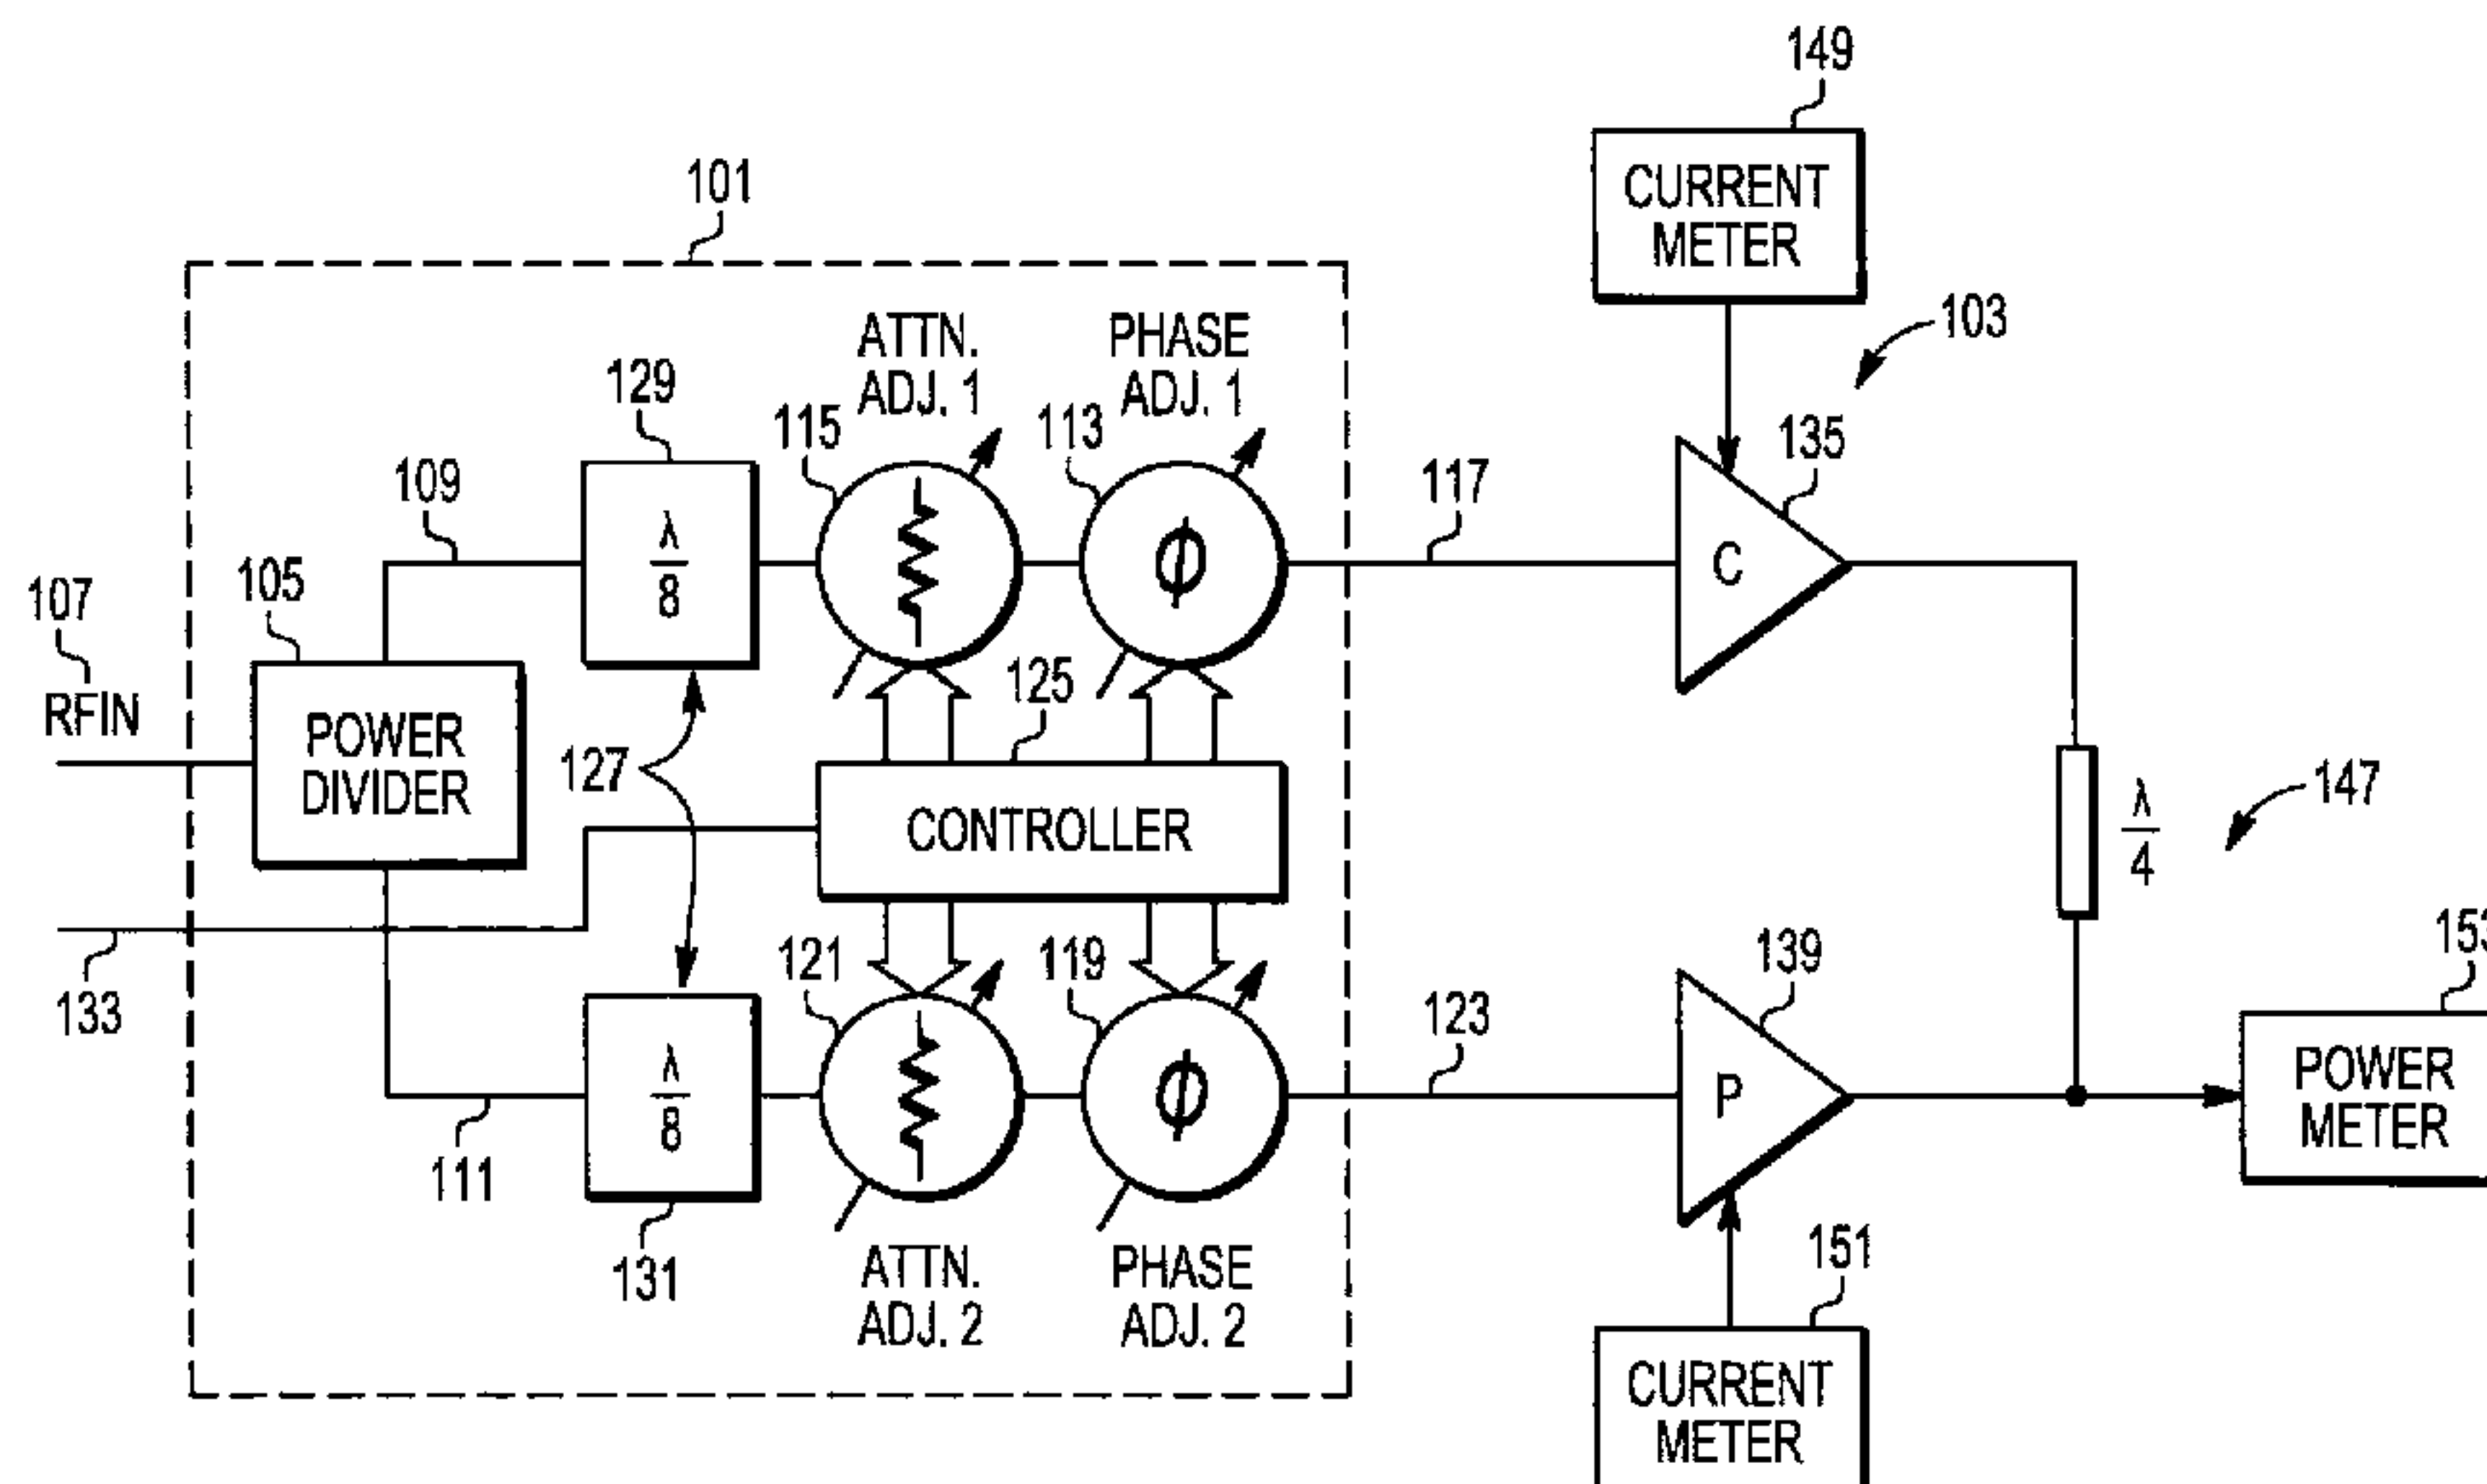 149
CURRENT
METER
101
103
ATTN.
ADJ. 1
PHASE
ADJ. 1
129
115
113
135
109
117
λ
8
ϕ
C
107
105
RFIN
125
POWER
DIVIDER
127
CONTROLLER
λ
4
147
133
121
119
123
139
153
λ
8
ϕ
P
POWER
METER
111
131
ATTN.
ADJ. 2
PHASE
ADJ. 2
151
CURRENT
METER